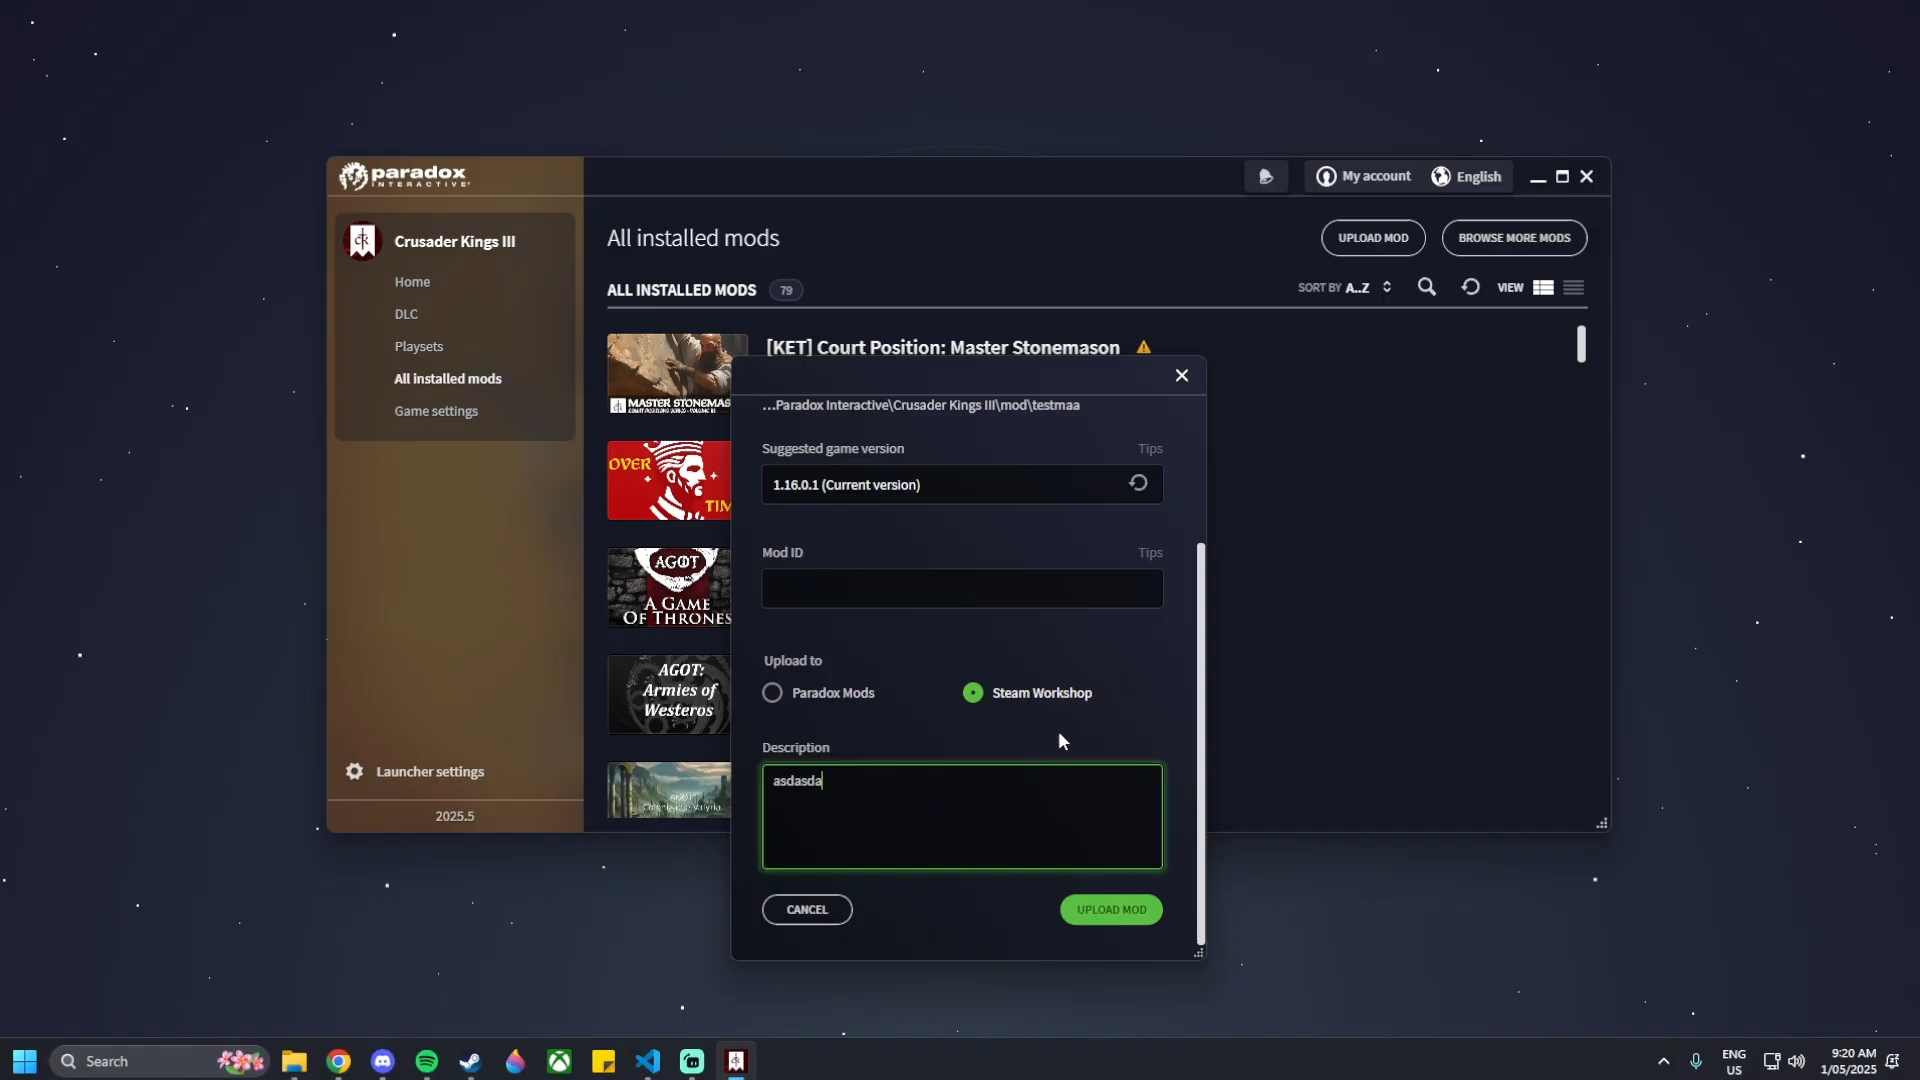 paradox
INTERACTIVE
My account
English
Crusader Kings III
Home
DLC
Playsets
All installed mods
Game settings
Launcher settings
2025.5
All installed mods
UPLOAD MOD
BROWSE MORE MODS
ALL INSTALLED MODS 79
SORT BY A..Z
VIEW
[KET] Court Position: Master Stonemason
MASTER STONEMAS
OVER
TIM
AGOT
A GAME
OF THRONES
AGOT:
Armies of
Westeros
...Paradox Interactive\Crusader Kings III\mod\testmaa
Suggested game version Tips
1.16.0.1 (Current version)
Mod ID Tips
Upload to
Paradox Mods Steam Workshop
Description
asdasda
CANCEL UPLOAD MOD
Search
ENG
US
9:20 AM
1/05/2025